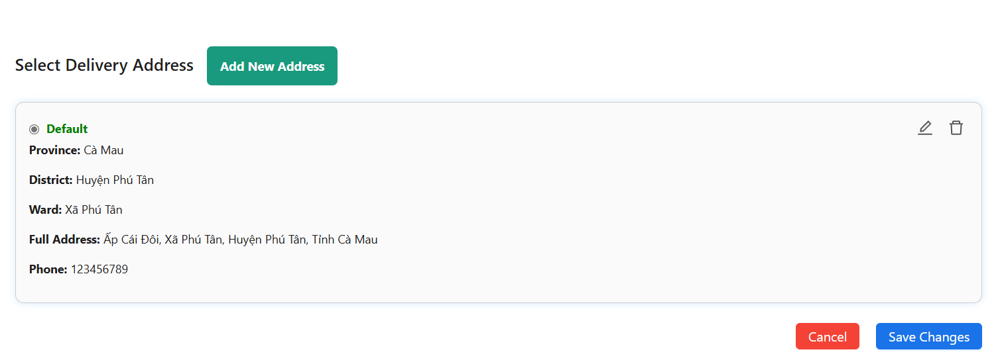 Select Delivery Address
Add New Address
Default
Province: Cà Mau
District: Huyện Phú Tân
Ward: Xã Phú Tân
Full Address: Ấp Cái Đôi, Xã Phú Tân, Huyện Phú Tân, Tỉnh Cà Mau
Phone: 123456789
Cancel
Save Changes